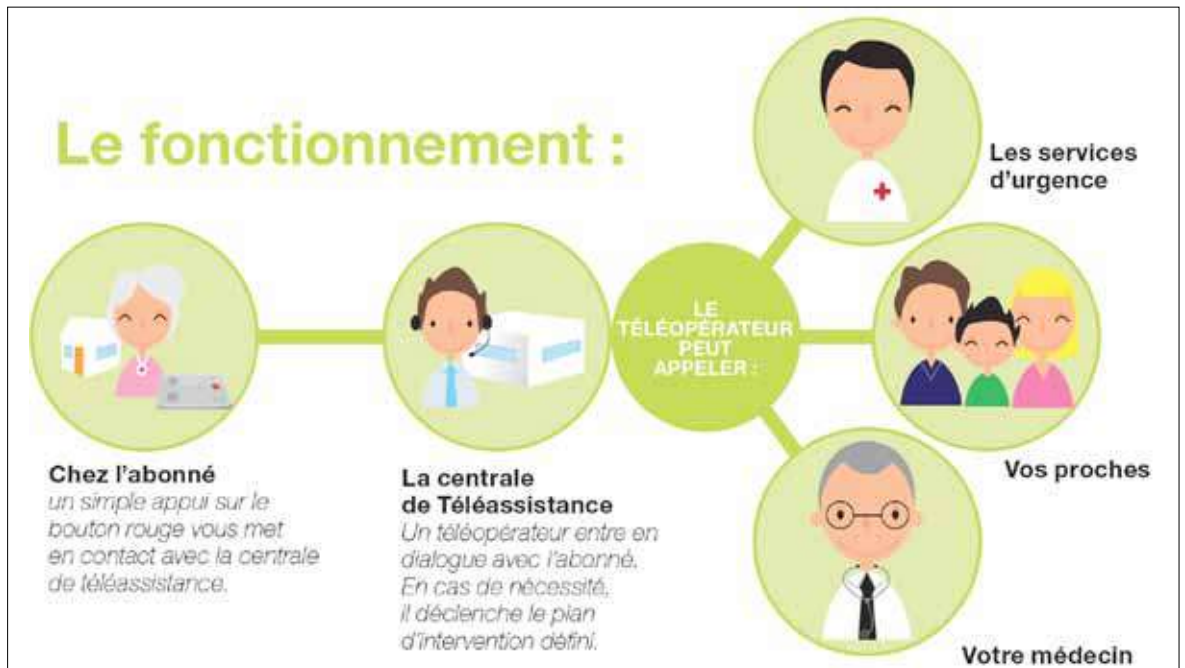 Le fonctionnement :
Chez l'abonné
un simple appui sur le
bouton rouge vous met
en contact avec la centrale
de téléassistance.
La centrale
de Téléassistance
Un téléopérateur entre en
dialogue avec l'abonné.
En cas de nécessité,
il déclenche le plan
d'intervention défini.
LE
TÉLÉOPÉRATEUR
PEUT
APPELER :
Les services
d'urgence
Vos proches
Votre médecin